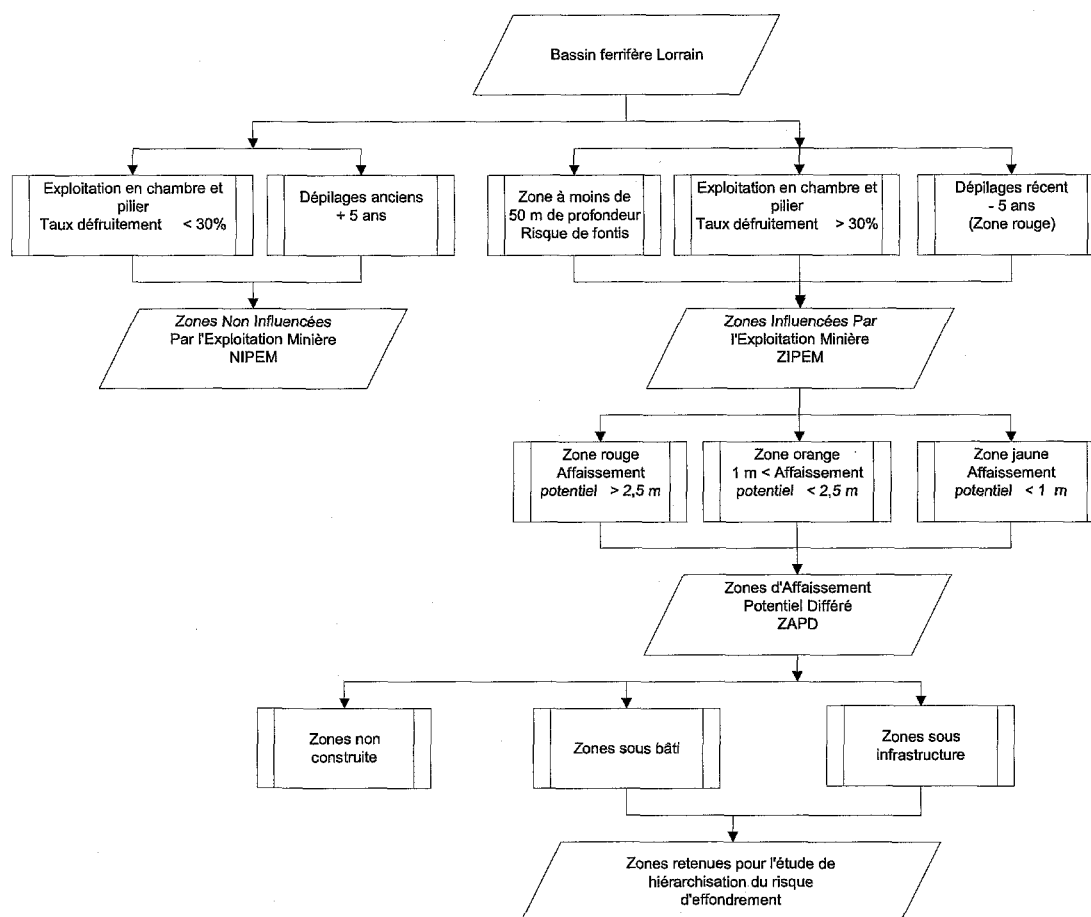 Bassin ferrifère Lorrain
Exploitation en chambre et
pilier
Taux défruitement < 30%
Dépilages anciens
+ 5 ans
Zone à moins de
50 m de profondeur
Risque de fontis
Exploitation en chambre et
pilier
Taux défruitement > 30%
Dépilages récent
- 5 ans
(Zone rouge)
Zones Non Influencées
Par l'Exploitation Minière
NIPEM
Zones Influencées Par
l'Exploitation Minière
ZIPEM
Zone rouge
Affaissement
potentiel > 2,5 m
Zone orange
1 m < Affaissement
potentiel < 2,5 m
Zone jaune
Affaissement
potentiel < 1 m
Zones d'Affaissement
Potentiel Différé
ZAPD
Zones non
construite
Zones sous bâti
Zones sous
infrastructure
Zones retenues pour l'étude de
hiérarchisation du risque
d'effondrement